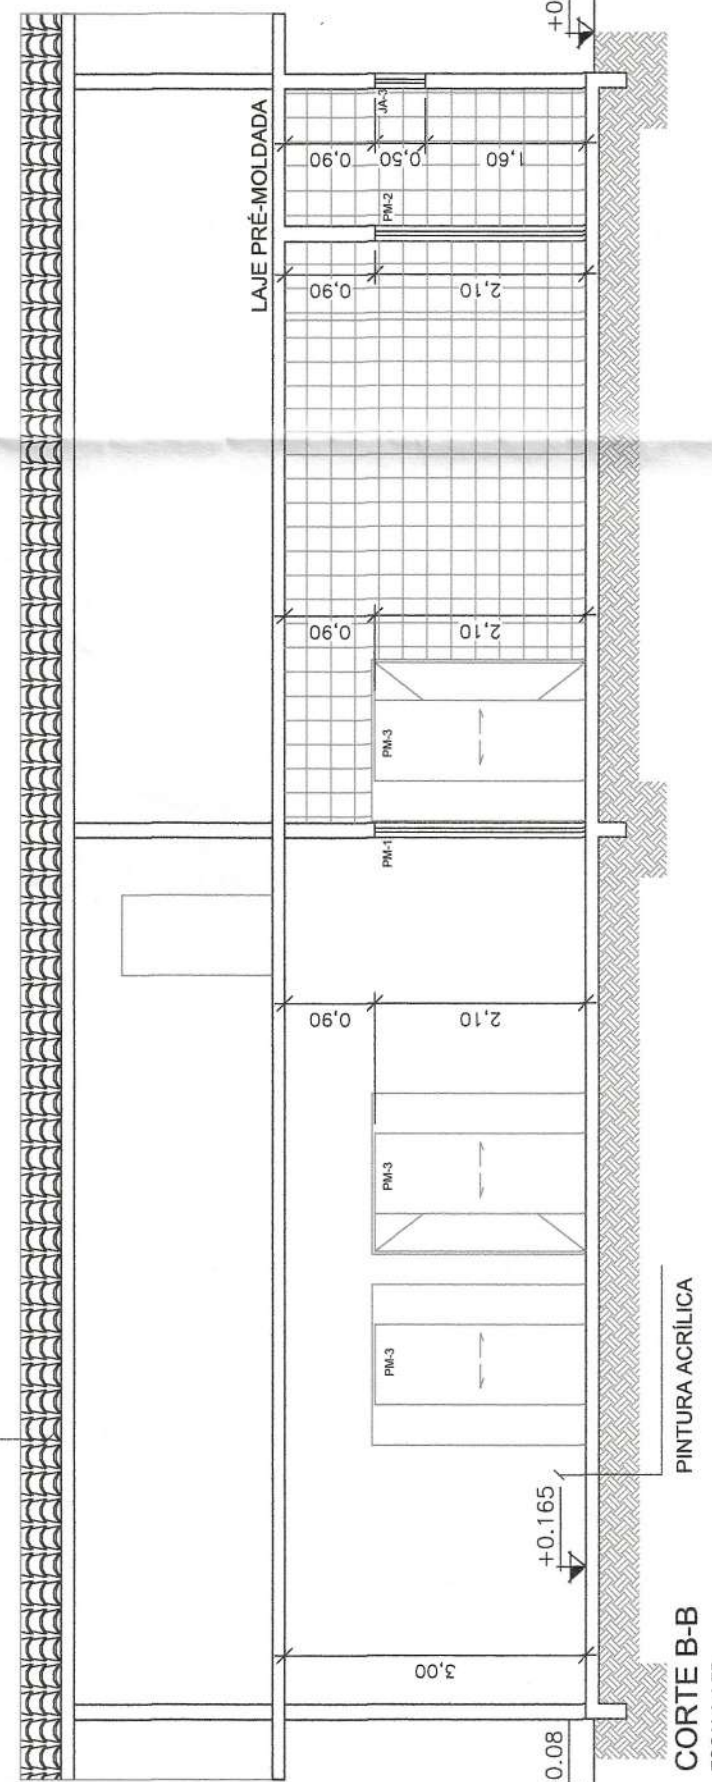 LAJE PRÉ-MOLDADA
JA-3
0,90
0,50
1,60
PM-2
0,90
2,10
0,90
2,10
PM-3
PM-1
0,90
2,10
PM-3
PM-3
PINTURA ACRÍLICA
+0.165
3,00
0.08
+0
CORTE B-B